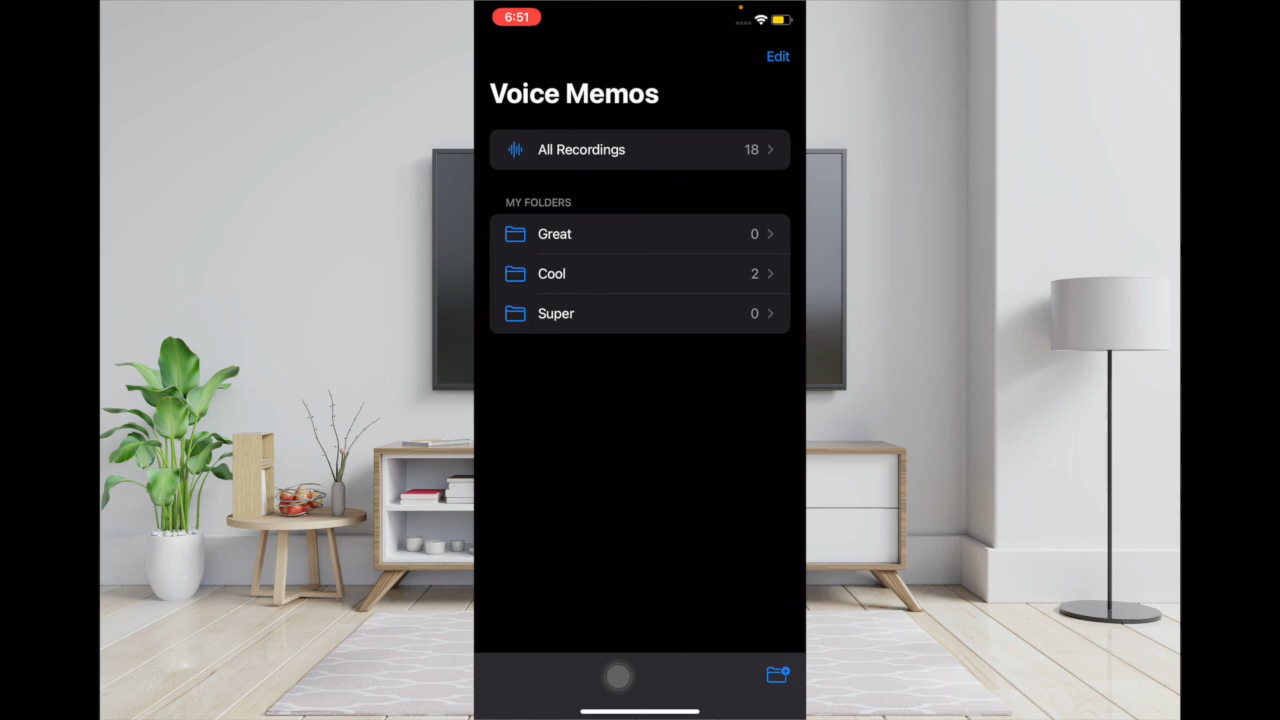 6:51
Edit
Voice Memos
All Recordings 18
MY FOLDERS
Great 0
Cool 2
Super 0